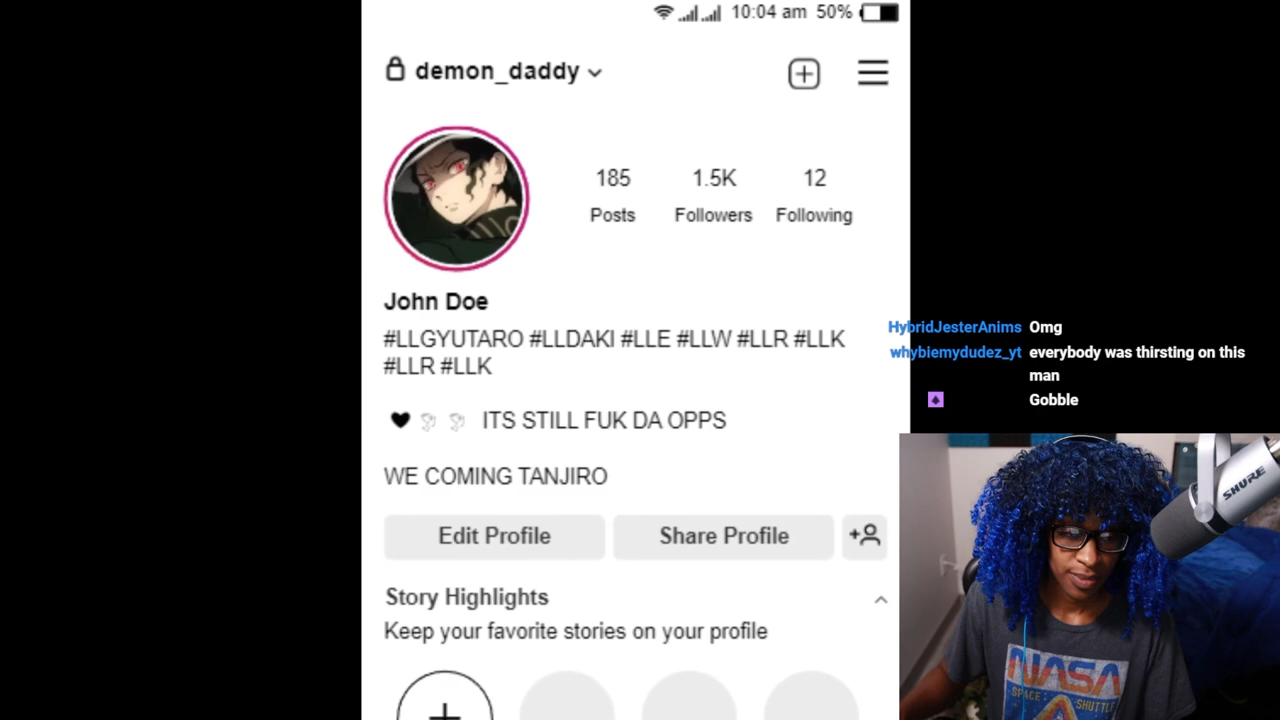 10:04 am 50%
demon_daddy
185 1.5K 12
Posts Followers Following
John Doe
#LLGYUTARO #LLDAKI #LLE #LLW #LLR #LLK
#LLR #LLK
🖤 🕊 🕊 ITS STILL FUK DA OPPS
WE COMING TANJIRO
Edit Profile Share Profile
Story Highlights
Keep your favorite stories on your profile
HybridJesterAnims Omg
whybiemydudez_yt everybody was thirsting on this
man
Gobble
SHURE
NASA
SPACE SHUTTLE